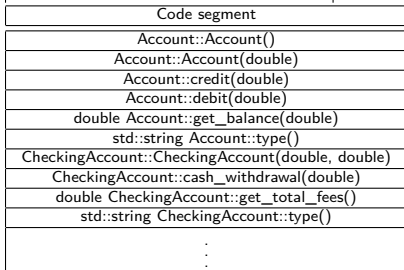 Code segment
Account::Account()
Account::Account(double)
Account::credit(double)
Account::debit(double)
double Account::get_balance(double)
std::string Account::type()
CheckingAccount::CheckingAccount(double, double)
CheckingAccount::cash_withdrawal(double)
double CheckingAccount::get_total_fees()
std::string CheckingAccount::type()
.
.
.